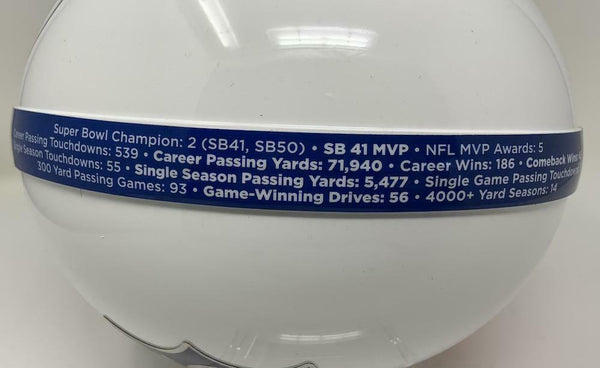 Super Bowl Champion: 2 (SB41, SB50) • SB 41 MVP • NFL MVP Awards: 5
Career Passing Touchdowns: 539 • Career Passing Yards: 71,940 • Career Wins: 186 • Comeback Wins
Season Touchdowns: 55 • Single Season Passing Yards: 5,477 • Single Game Passing
300 Yard Passing Games: 93 • Game-Winning Drives: 56 • 4000+ Yard Seasons: 14